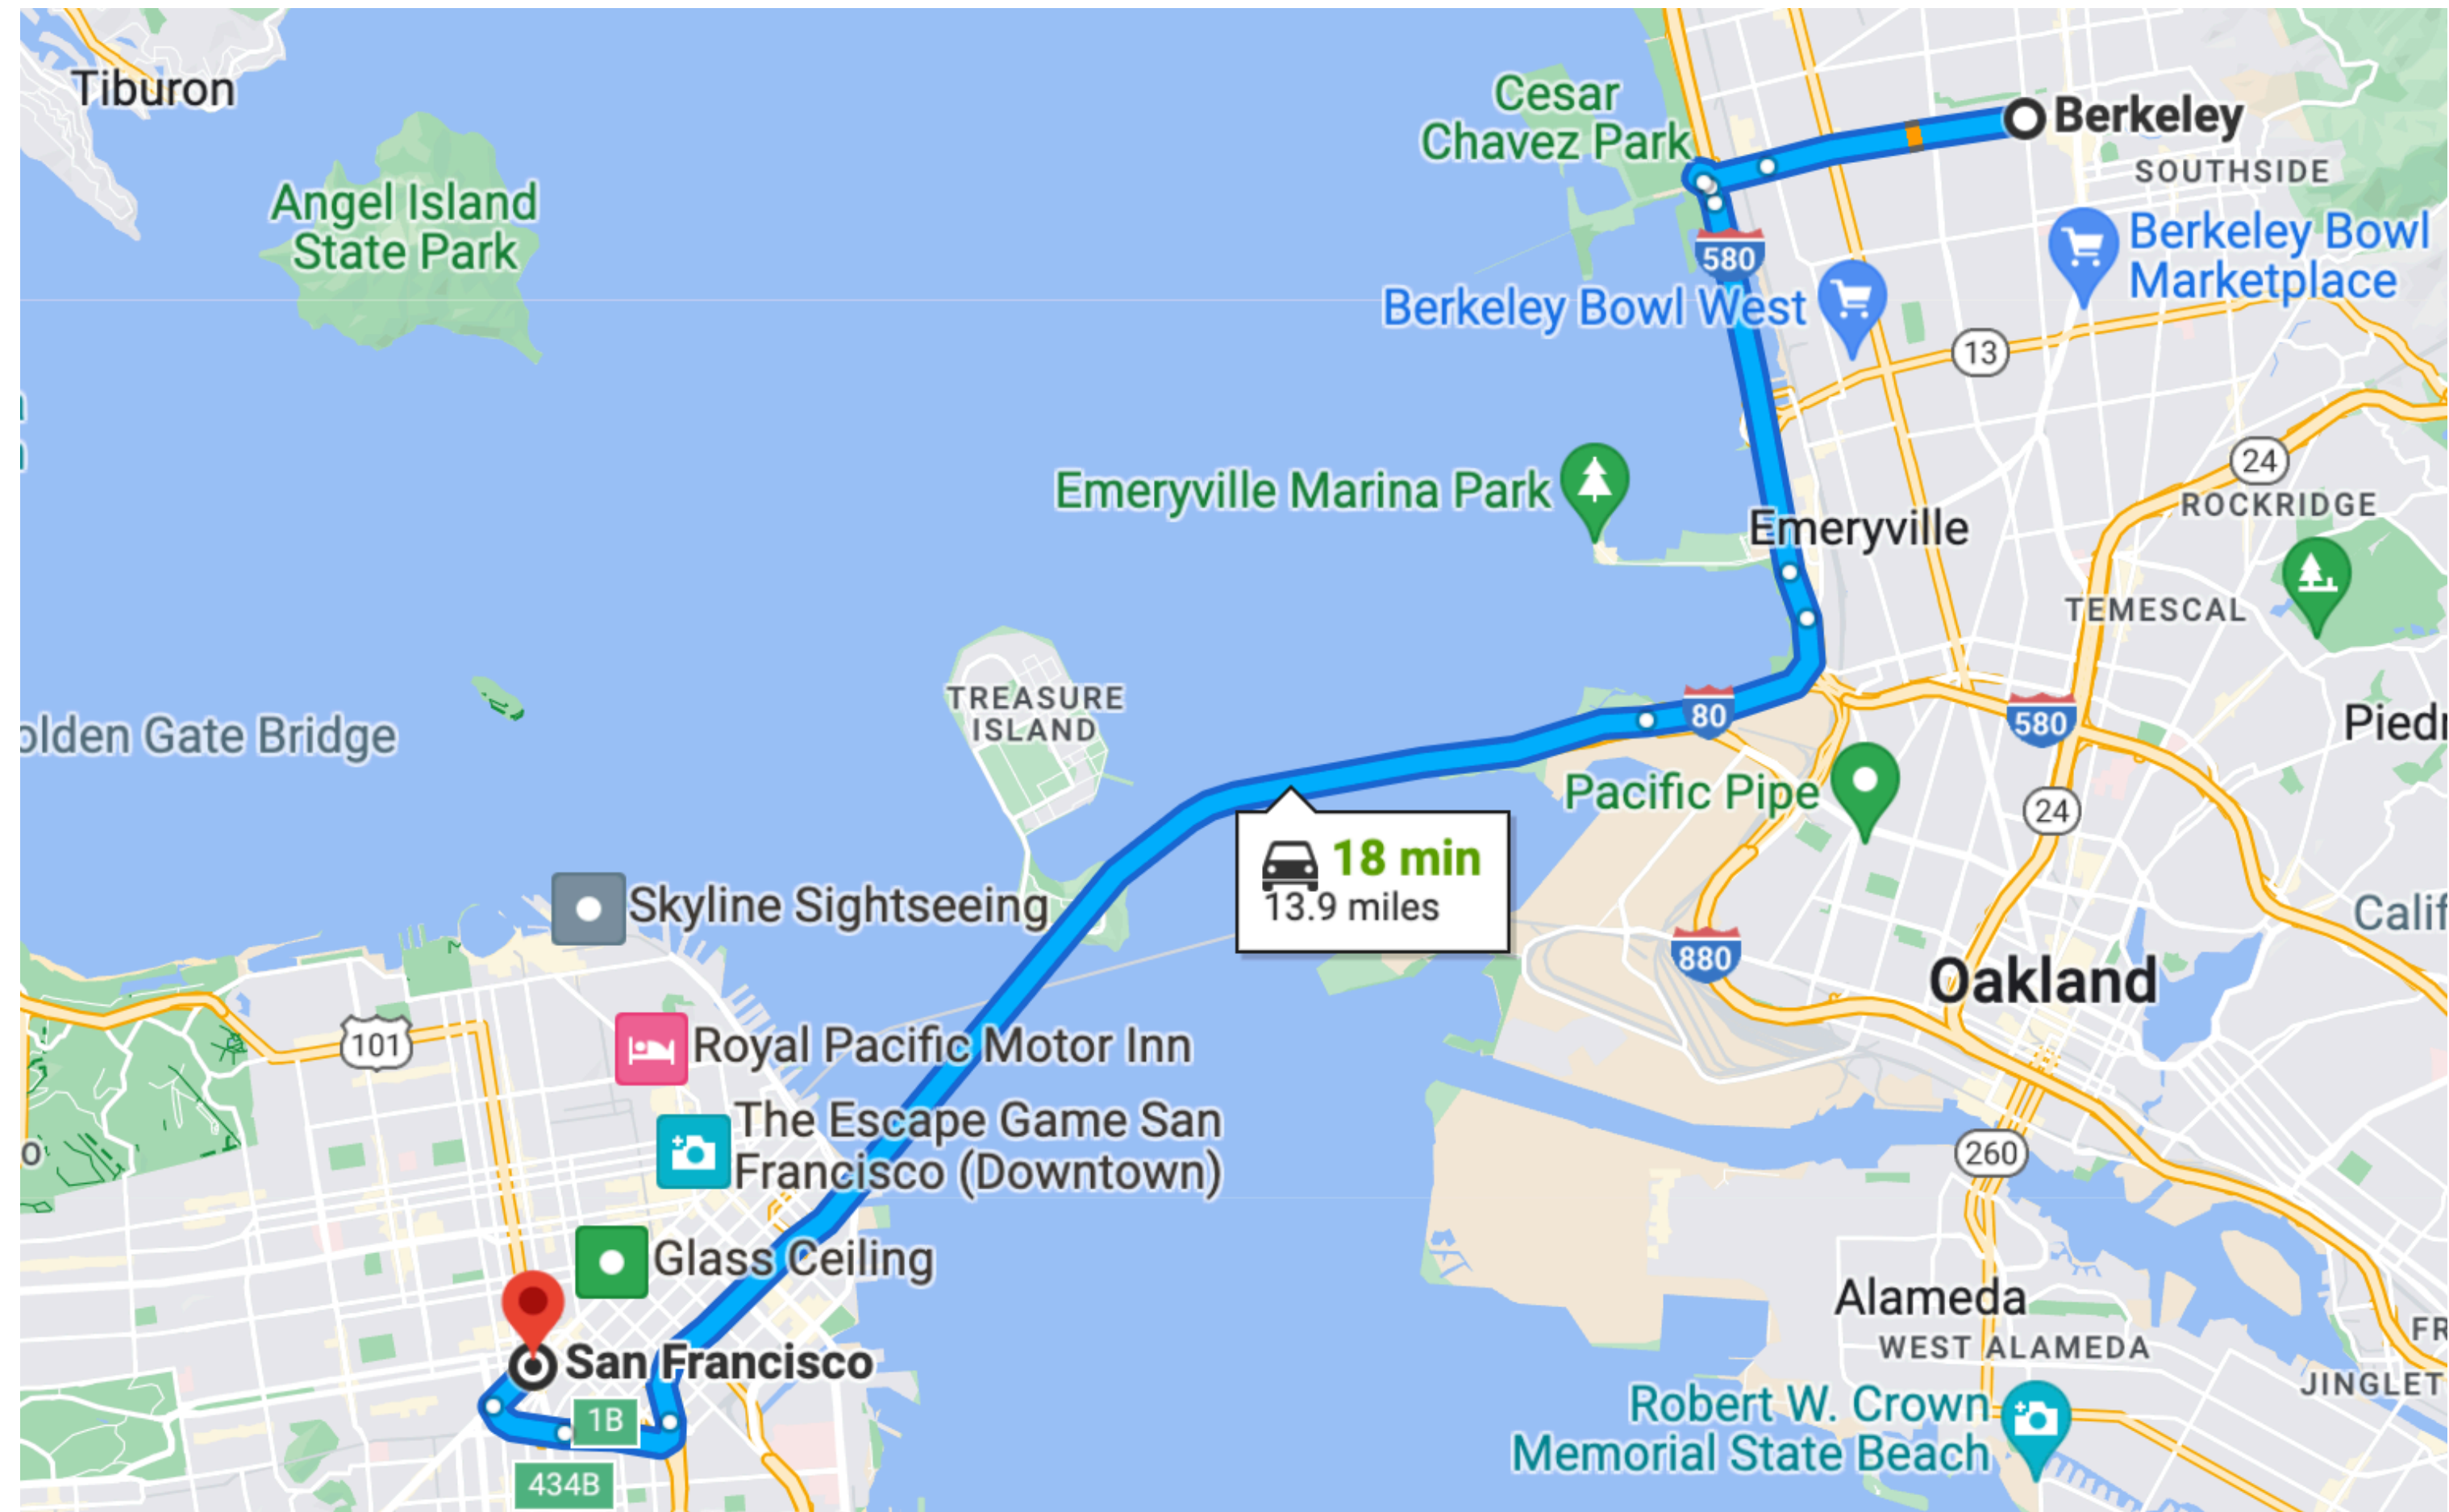 Tiburon
Cesar
Chavez Park
Berkeley
SOUTHSIDE
Angel Island
State Park
Berkeley Bowl
Marketplace
580
Berkeley Bowl West
13
24
ROCKRIDGE
Emeryville Marina Park
Emeryville
TEMESCAL
TREASURE
ISLAND
olden Gate Bridge
80
580
Piedr
Pacific Pipe
24
18 min
13.9 miles
Skyline Sightseeing
Calif
880
Oakland
101
Royal Pacific Motor Inn
The Escape Game San
Francisco (Downtown)
o
260
Glass Ceiling
Alameda
WEST ALAMEDA
FR
San Francisco
JINGLET
1B
Robert W. Crown
Memorial State Beach
434B